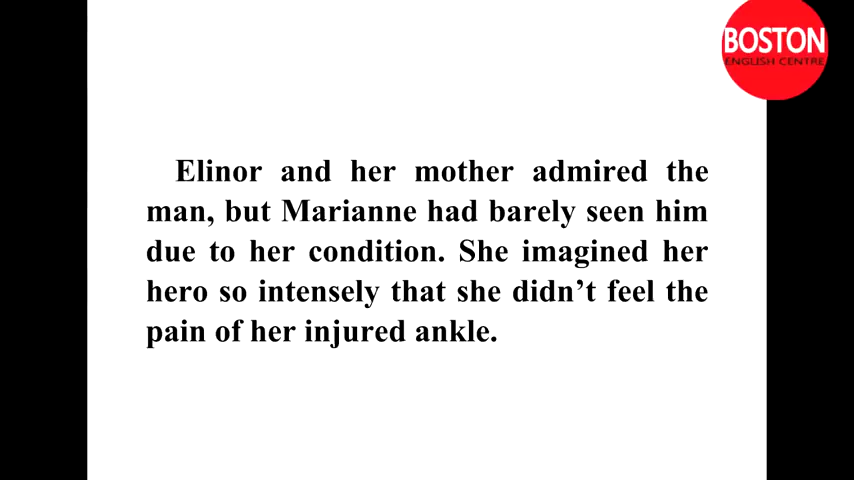 BOSTON
ENGLISH CENTRE
Elinor and her mother admired the
man, but Marianne had barely seen him
due to her condition. She imagined her
hero so intensely that she didn’t feel the
pain of her injured ankle.